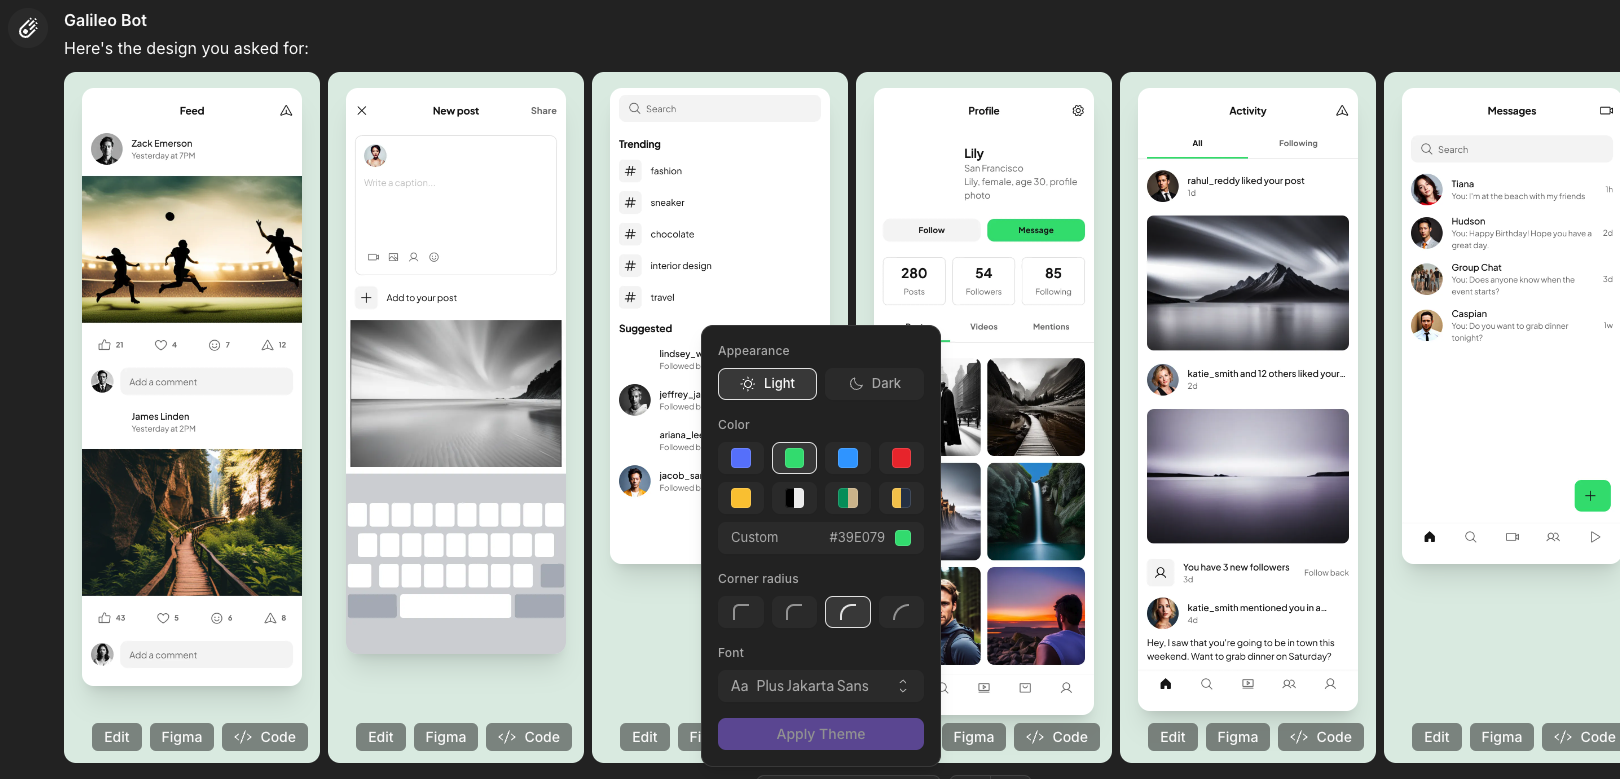 Galileo Bot
Here's the design you asked for:
Feed
Zack Emerson
Yesterday at 7PM
21
4
7
12
Add a comment
James Linden
Yesterday at 2PM
43
5
6
8
Add a comment
Edit
Figma
</> Code
New post
Share
Write a caption...
Add to your post
Edit
Figma
</> Code
Search
Trending
# fashion
# sneaker
# chocolate
# interior design
# travel
Suggested
Followed
Followed
Followed
Followed
Edit
Profile
Lily
San Francisco
Lily, female, age 30, profile
photo
Follow
Message
280
Posts
54
Followers
85
Following
Videos
Mentions
Figma
</> Code
Appearance
Light
Dark
Color
Custom
#39E079
Corner radius
Font
Aa Plus Jakarta Sans
Apply Theme
Activity
All
Following
rahul_reddy liked your post
1d
katie_smith and 12 others liked your...
2d
You have 3 new followers
3d
Follow back
katie_smith mentioned you in a...
4d
Hey, I saw that you're going to be in town this
weekend. Want to grab dinner on Saturday?
Edit
Figma
</> Code
Messages
Search
Tiana
You: I'm at the beach with my friends
1h
Hudson
You: Happy Birthday! Hope you have a
great day.
2d
Group Chat
You: Does anyone know when the
event starts?
3d
Caspian
You: Do you want to grab dinner
tonight?
1w
Edit
Figma
</> Code